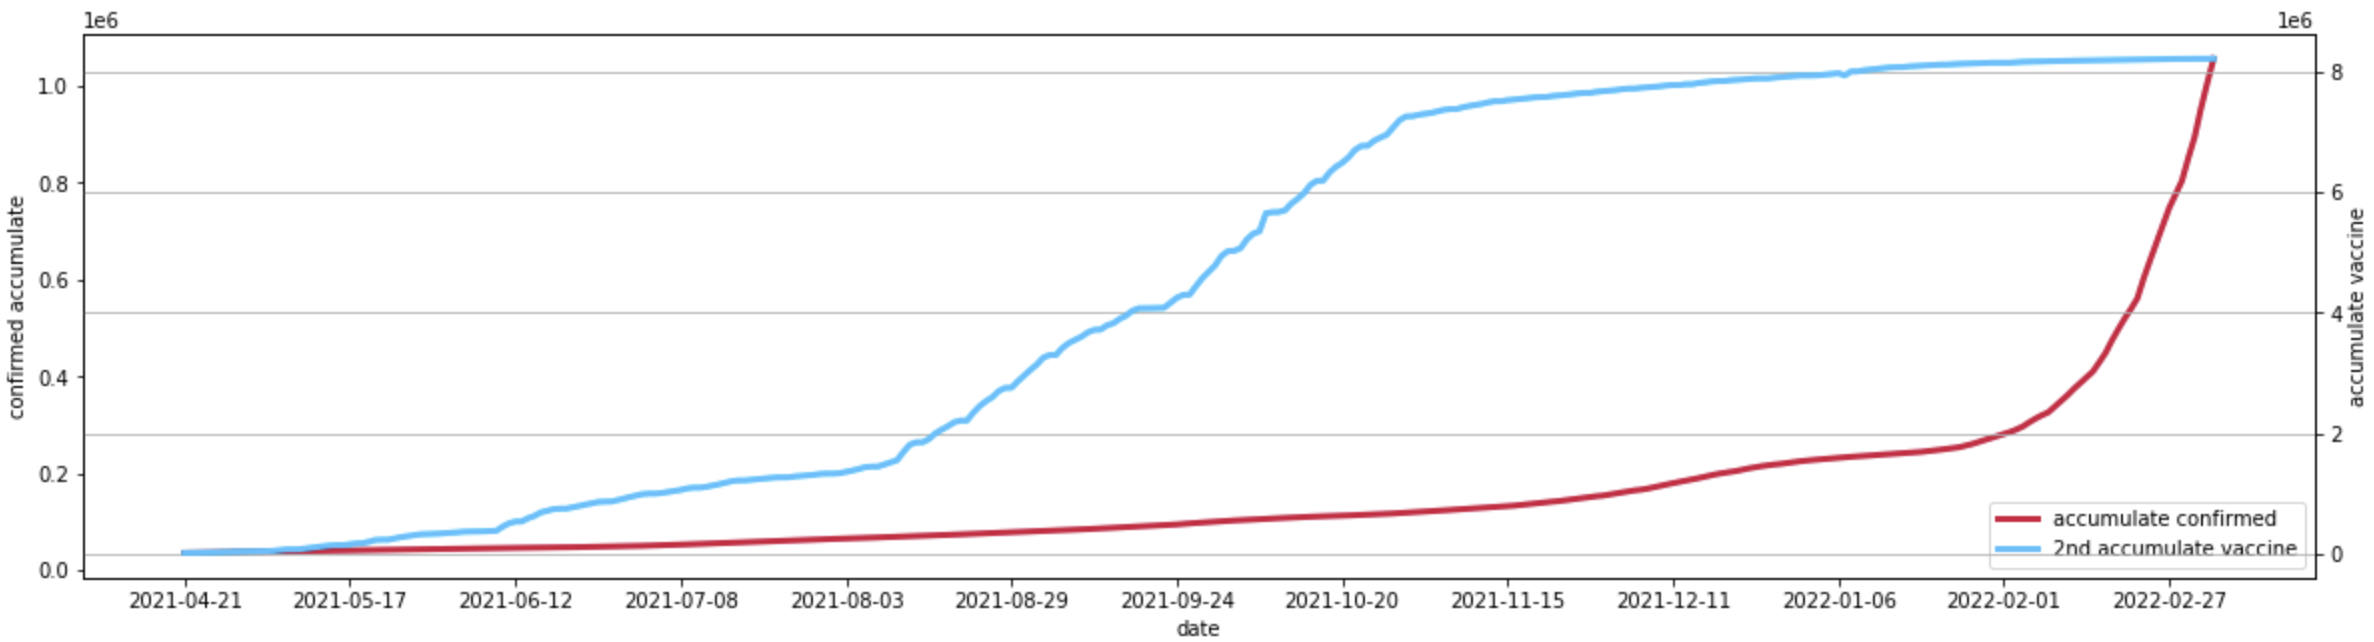 1e6
1e6
confirmed accumulate
1.0
0.8
0.6
0.4
0.2
0.0
8
6
4
2
0
accumulate vaccine
accumulate confirmed
2nd accumulate vaccine
2021-04-21 2021-05-17 2021-06-12 2021-07-08 2021-08-03 2021-08-29 2021-09-24 2021-10-20 2021-11-15 2021-12-11 2022-01-06 2022-02-01 2022-02-27
date